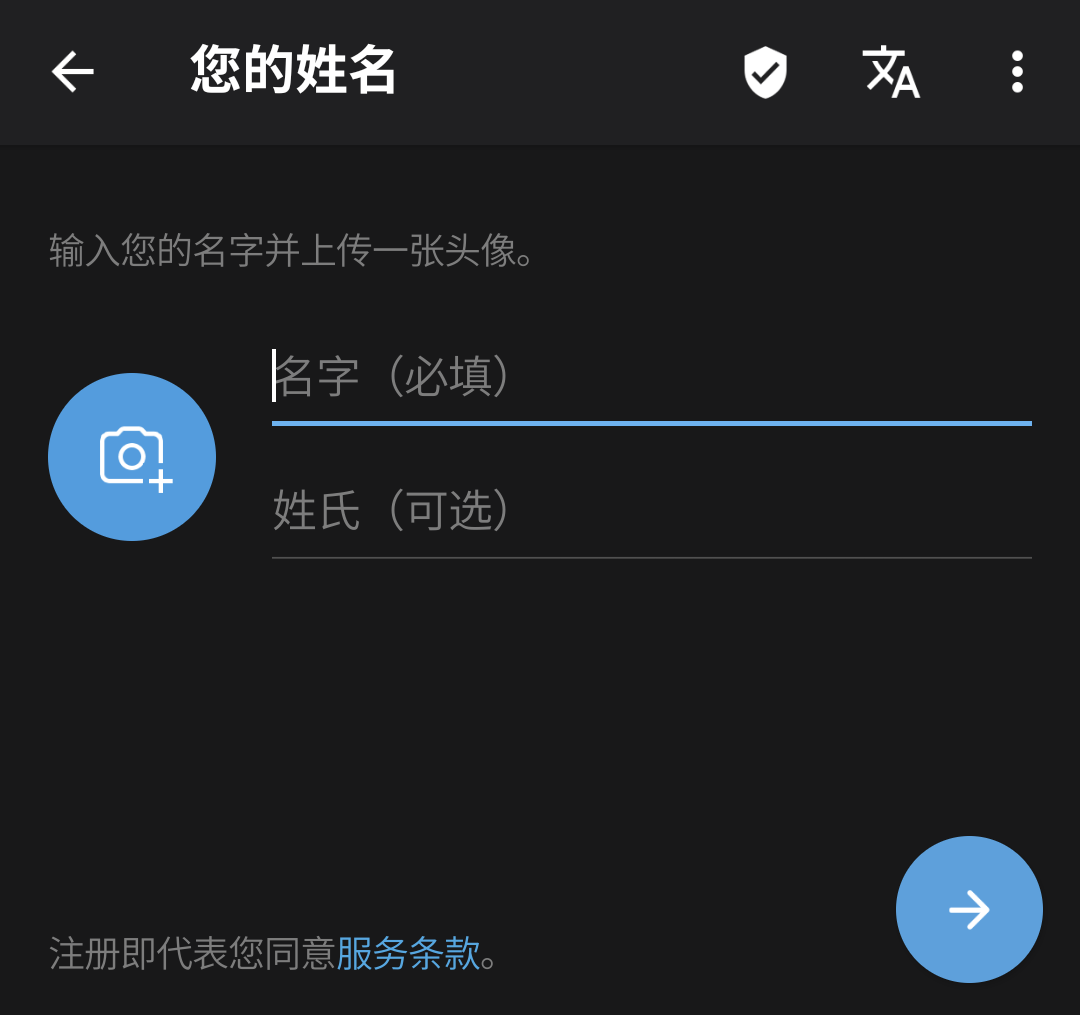 您的姓名
输入您的名字并上传一张头像。
名字（必填）
姓氏（可选）
注册即代表您同意服务条款。